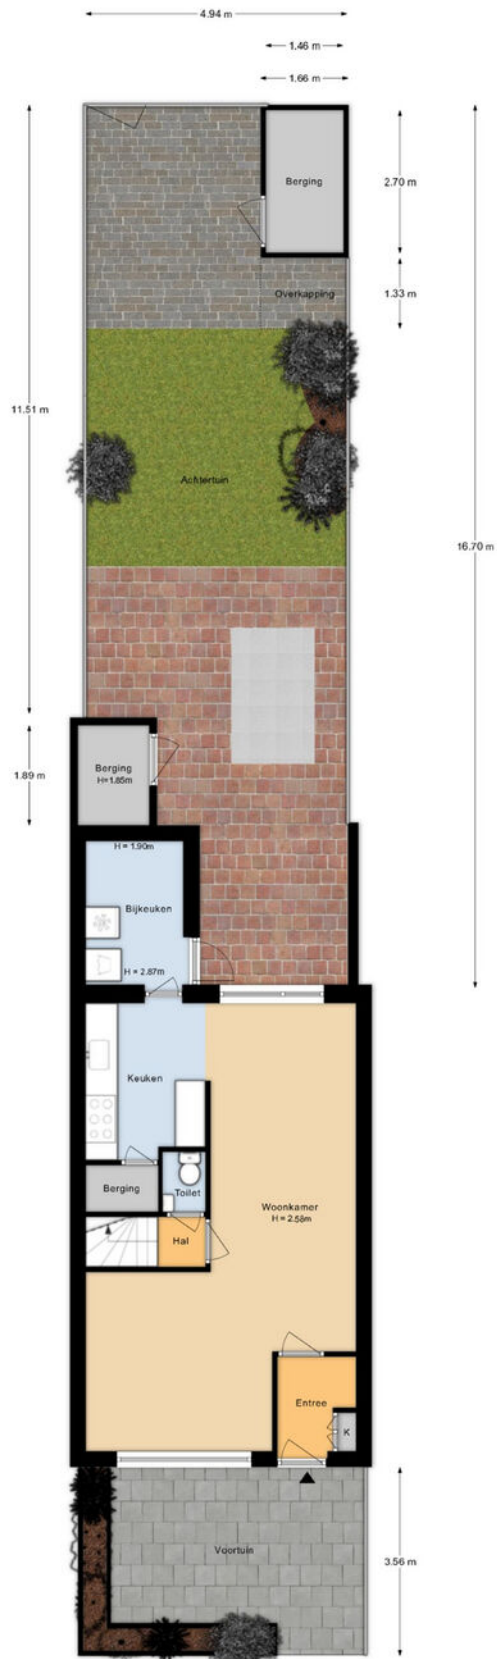 4.94 m
1.46 m
1.66 m
Berging
2.70 m
Overkapping
1.33 m
11.51 m
Achtertuin
16.70 m
Berging
H=1.85m
1.89 m
H = 1.90m
Bijkeuken
H = 2.87m
Keuken
Berging
Toilet
Woonkamer
H = 2.58m
Hal
Entree
K
Voortuin
3.56 m